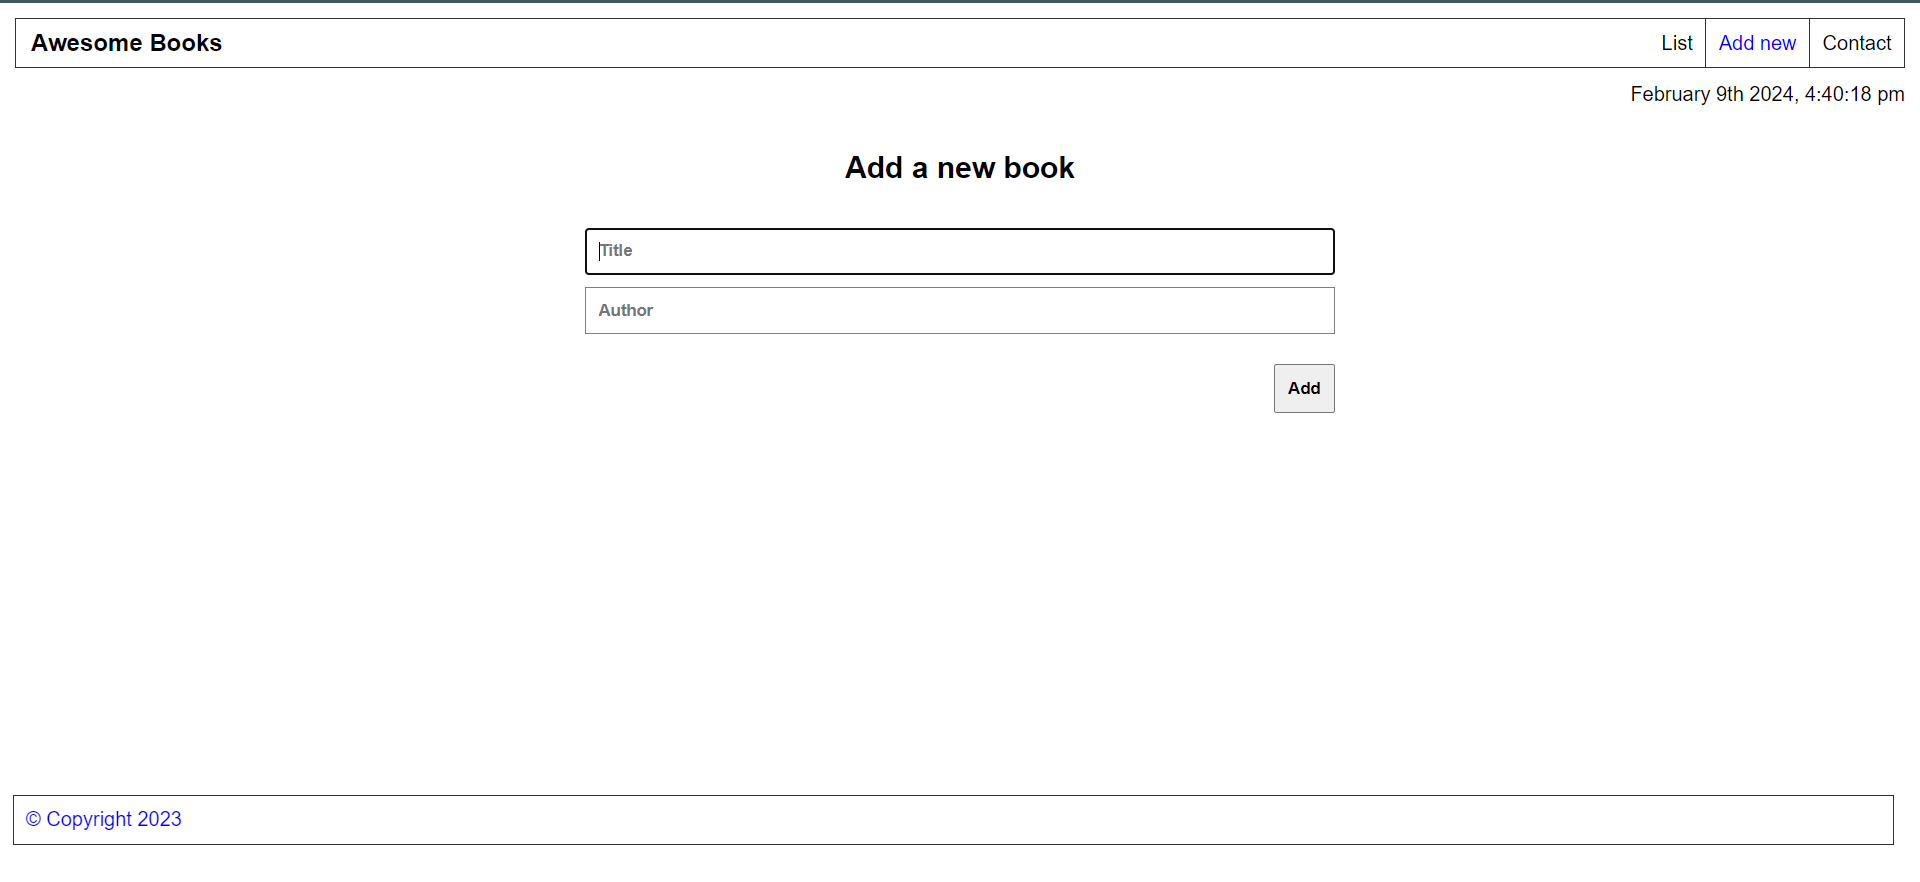 Awesome Books
List Add new Contact
February 9th 2024, 4:40:18 pm
Add a new book
Title
Author
Add
© Copyright 2023